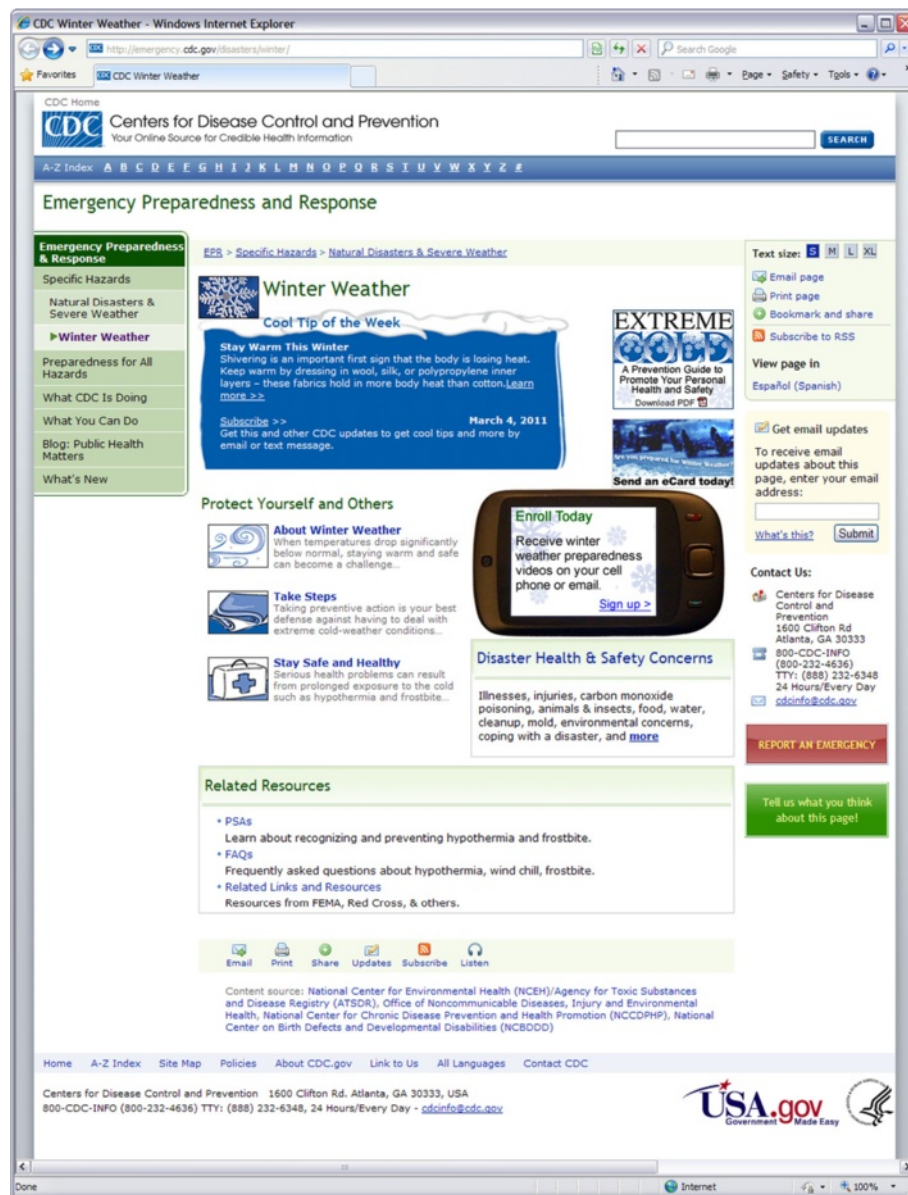 CDC Winter Weather - Windows Internet Explorer
http://emergency.cdc.gov/disasters/winter/
Search Google
Favorites
CDC Winter Weather
Page
Safety
Tools
CDC Home
CDC
Centers for Disease Control and Prevention
Your Online Source for Credible Health Information
SEARCH
A-Z Index A B C D E F G H I J K L M N O P Q R S T U V W X Y Z #
Emergency Preparedness and Response
Emergency Preparedness
& Response
Specific Hazards
Natural Disasters &
Severe Weather
Winter Weather
Preparedness for All
Hazards
What CDC Is Doing
What You Can Do
Blog: Public Health
Matters
What's New
EPR > Specific Hazards > Natural Disasters & Severe Weather
Winter Weather
Cool Tip of the Week
Stay Warm This Winter
Shivering is an important first sign that the body is losing heat.
Keep warm by dressing in wool, silk, or polypropylene inner
layers – these fabrics hold in more body heat than cotton.Learn
more >>
Subscribe >> March 4, 2011
Get this and other CDC updates to get cool tips and more by
email or text message.
EXTREME
COLD
A Prevention Guide to
Promote Your Personal
Health and Safety
Download PDF
Are you prepared for Winter Weather?
Send an eCard today!
Protect Yourself and Others
About Winter Weather
When temperatures drop significantly
below normal, staying warm and safe
can become a challenge...
Take Steps
Taking preventive action is your best
defense against having to deal with
extreme cold-weather conditions...
Stay Safe and Healthy
Serious health problems can result
from prolonged exposure to the cold
such as hypothermia and frostbite...
Enroll Today
Receive winter
weather preparedness
videos on your cell
phone or email.
Sign up >
Disaster Health & Safety Concerns
Illnesses, injuries, carbon monoxide
poisoning, animals & insects, food, water,
cleanup, mold, environmental concerns,
coping with a disaster, and more
Related Resources
• PSAs
Learn about recognizing and preventing hypothermia and frostbite.
• FAQs
Frequently asked questions about hypothermia, wind chill, frostbite.
• Related Links and Resources
Resources from FEMA, Red Cross, & others.
Text size: S M L XL
Email page
Print page
Bookmark and share
Subscribe to RSS
View page in
Español (Spanish)
Get email updates
To receive email
updates about this
page, enter your email
address:
What's this? Submit
Contact Us:
Centers for Disease
Control and
Prevention
1600 Clifton Rd
Atlanta, GA 30333
800-CDC-INFO
(800-232-4636)
TTY: (888) 232-6348
24 Hours/Every Day
cdcinfo@cdc.gov
REPORT AN EMERGENCY
Tell us what you think
about this page!
Email Print Share Updates Subscribe Listen
Content source: National Center for Environmental Health (NCEH)/Agency for Toxic Substances
and Disease Registry (ATSDR), Office of Noncommunicable Diseases, Injury and Environmental
Health, National Center for Chronic Disease Prevention and Health Promotion (NCCDPHP), National
Center on Birth Defects and Developmental Disabilities (NCBDDD)
Home A-Z Index Site Map Policies About CDC.gov Link to Us All Languages Contact CDC
Centers for Disease Control and Prevention 1600 Clifton Rd. Atlanta, GA 30333, USA
800-CDC-INFO (800-232-4636) TTY: (888) 232-6348, 24 Hours/Every Day - cdcinfo@cdc.gov
USA.gov
Government Made Easy
Done
Internet
100%